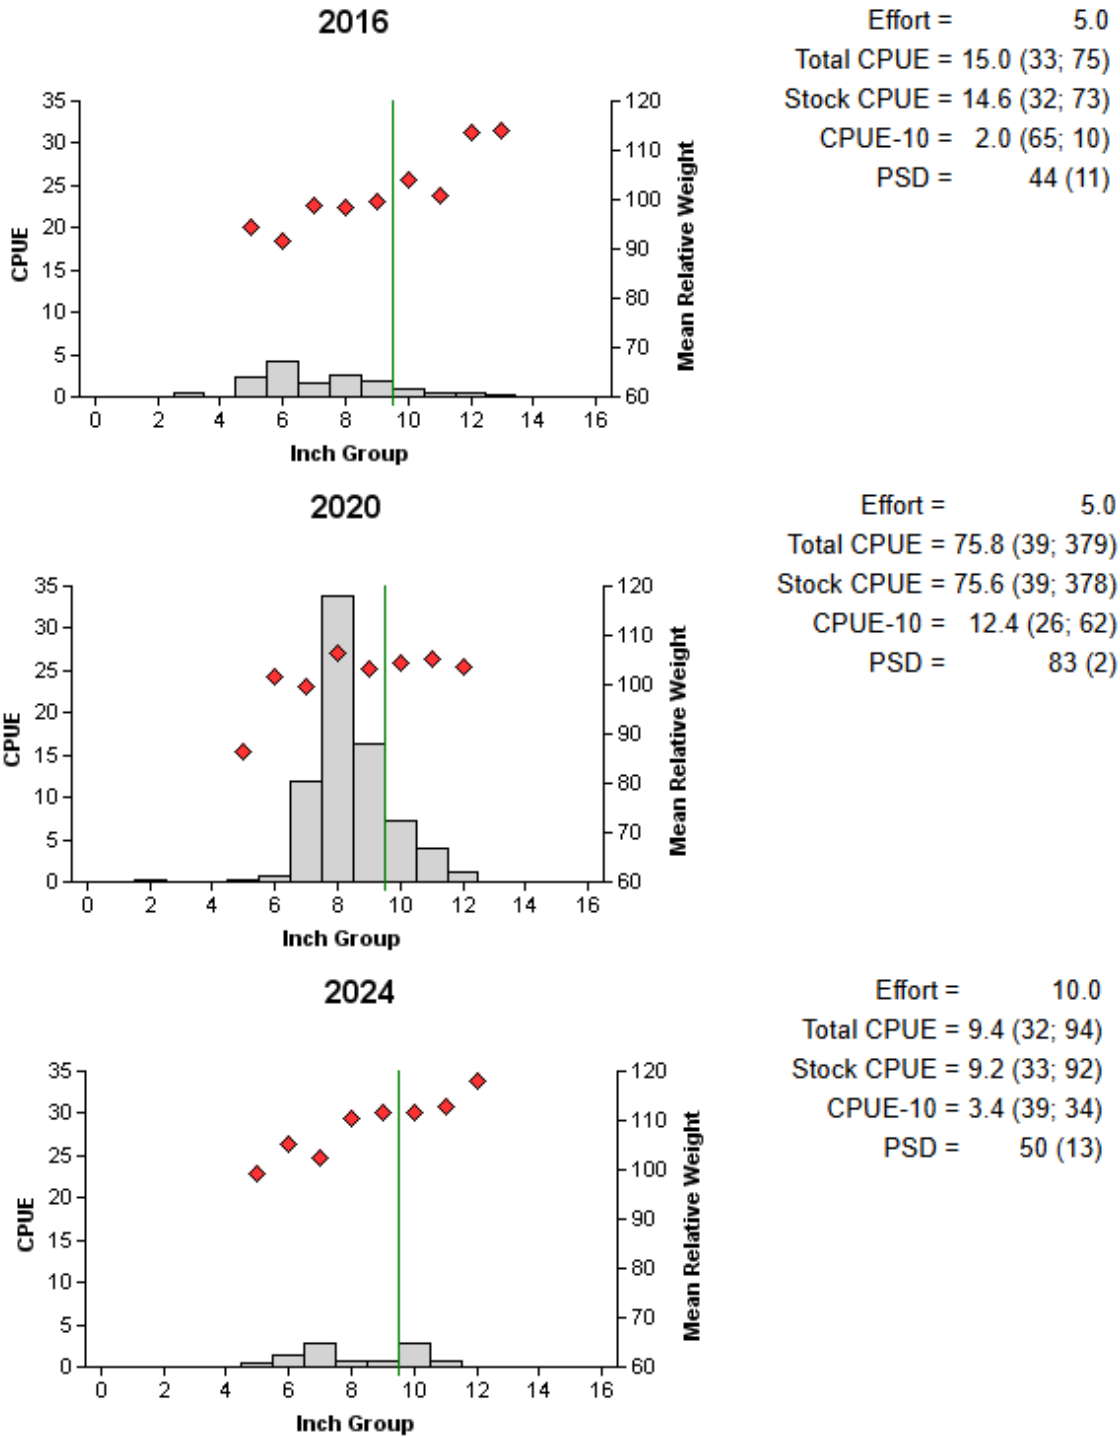 2016
Effort = 5.0
Total CPUE = 15.0 (33; 75)
Stock CPUE = 14.6 (32; 73)
CPUE-10 = 2.0 (65; 10)
PSD = 44 (11)
35
30
25
20
15
10
5
0
CPUE
120
110
100
90
80
70
60
Mean Relative Weight
0 2 4 6 8 10 12 14 16
Inch Group
2020
Effort = 5.0
Total CPUE = 75.8 (39; 379)
Stock CPUE = 75.6 (39; 378)
CPUE-10 = 12.4 (26; 62)
PSD = 83 (2)
35
30
25
20
15
10
5
0
CPUE
120
110
100
90
80
70
60
Mean Relative Weight
0 2 4 6 8 10 12 14 16
Inch Group
2024
Effort = 10.0
Total CPUE = 9.4 (32; 94)
Stock CPUE = 9.2 (33; 92)
CPUE-10 = 3.4 (39; 34)
PSD = 50 (13)
35
30
25
20
15
10
5
0
CPUE
120
110
100
90
80
70
60
Mean Relative Weight
0 2 4 6 8 10 12 14 16
Inch Group